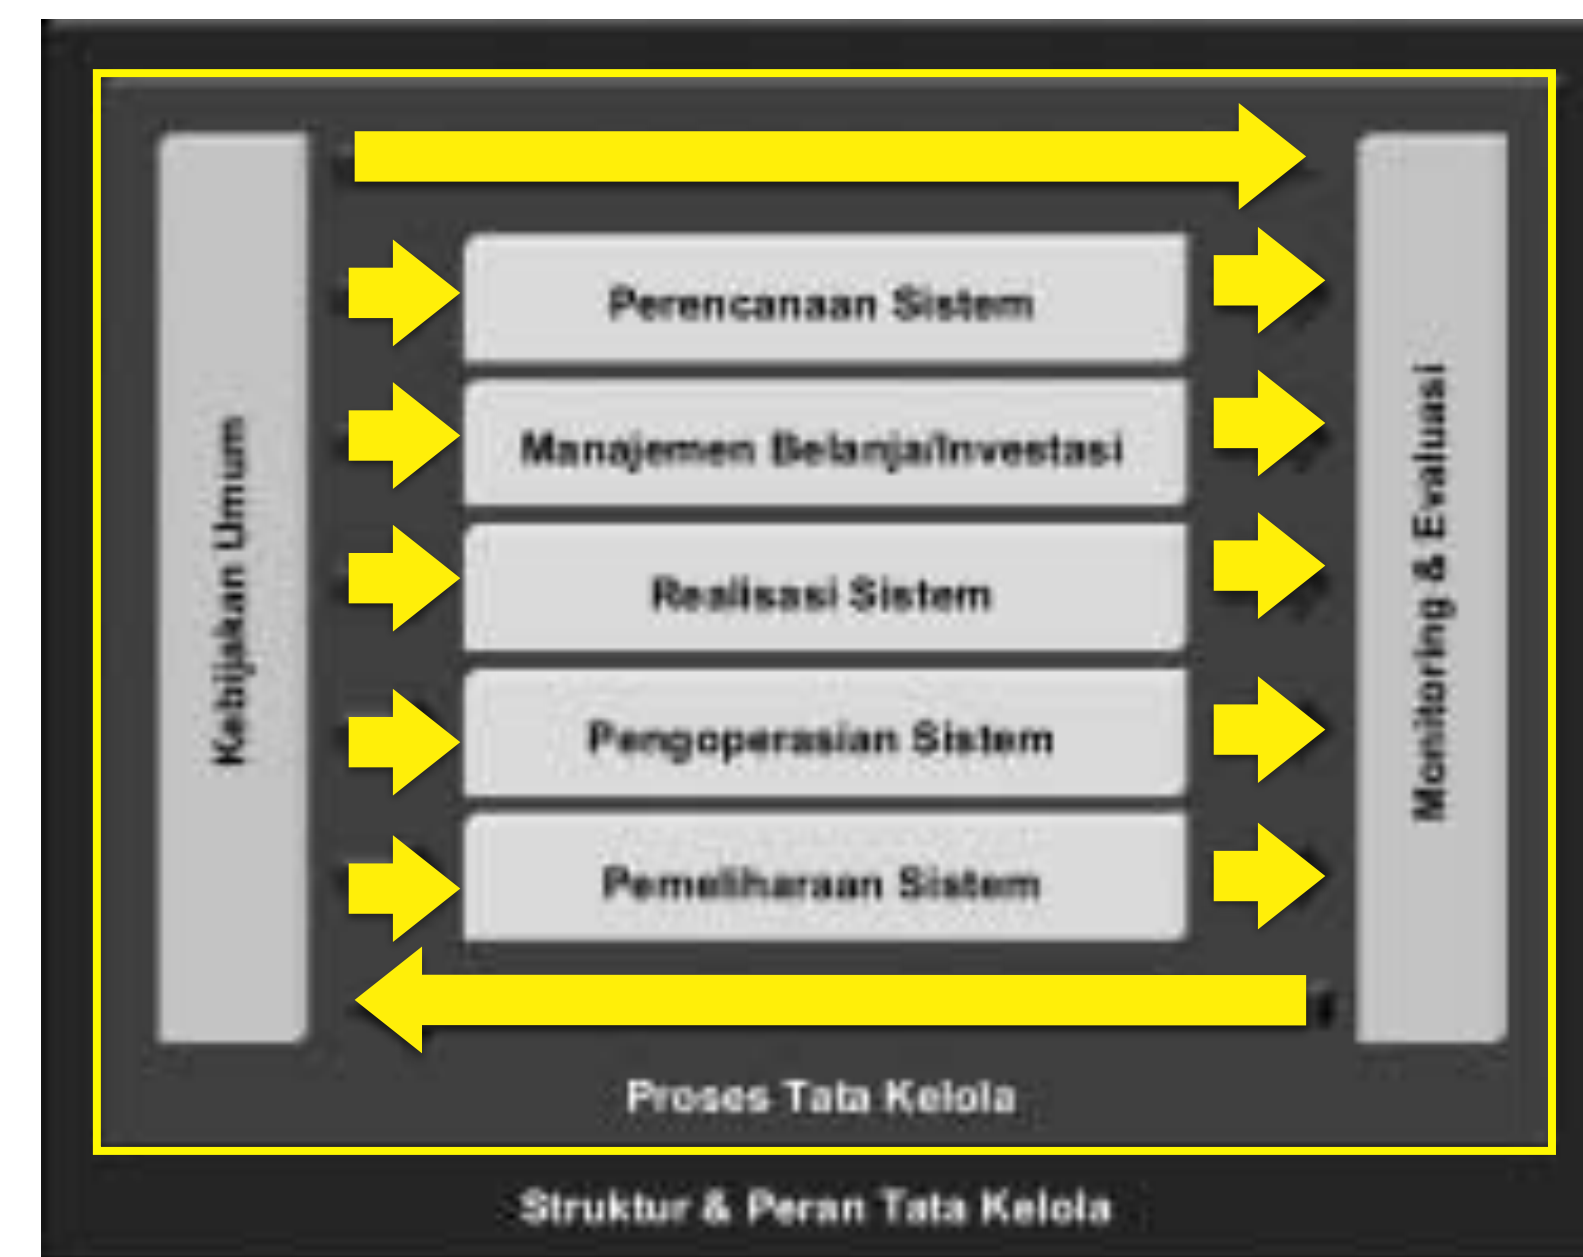 Kebijakan Umum
Perencanaan Sistem
Manajemen Belanja/Investasi
Realisasi Sistem
Pengoperasian Sistem
Pemeliharaan Sistem
Monitoring & Evaluasi
Proses Tata Kelola
Struktur & Peran Tata Kelola